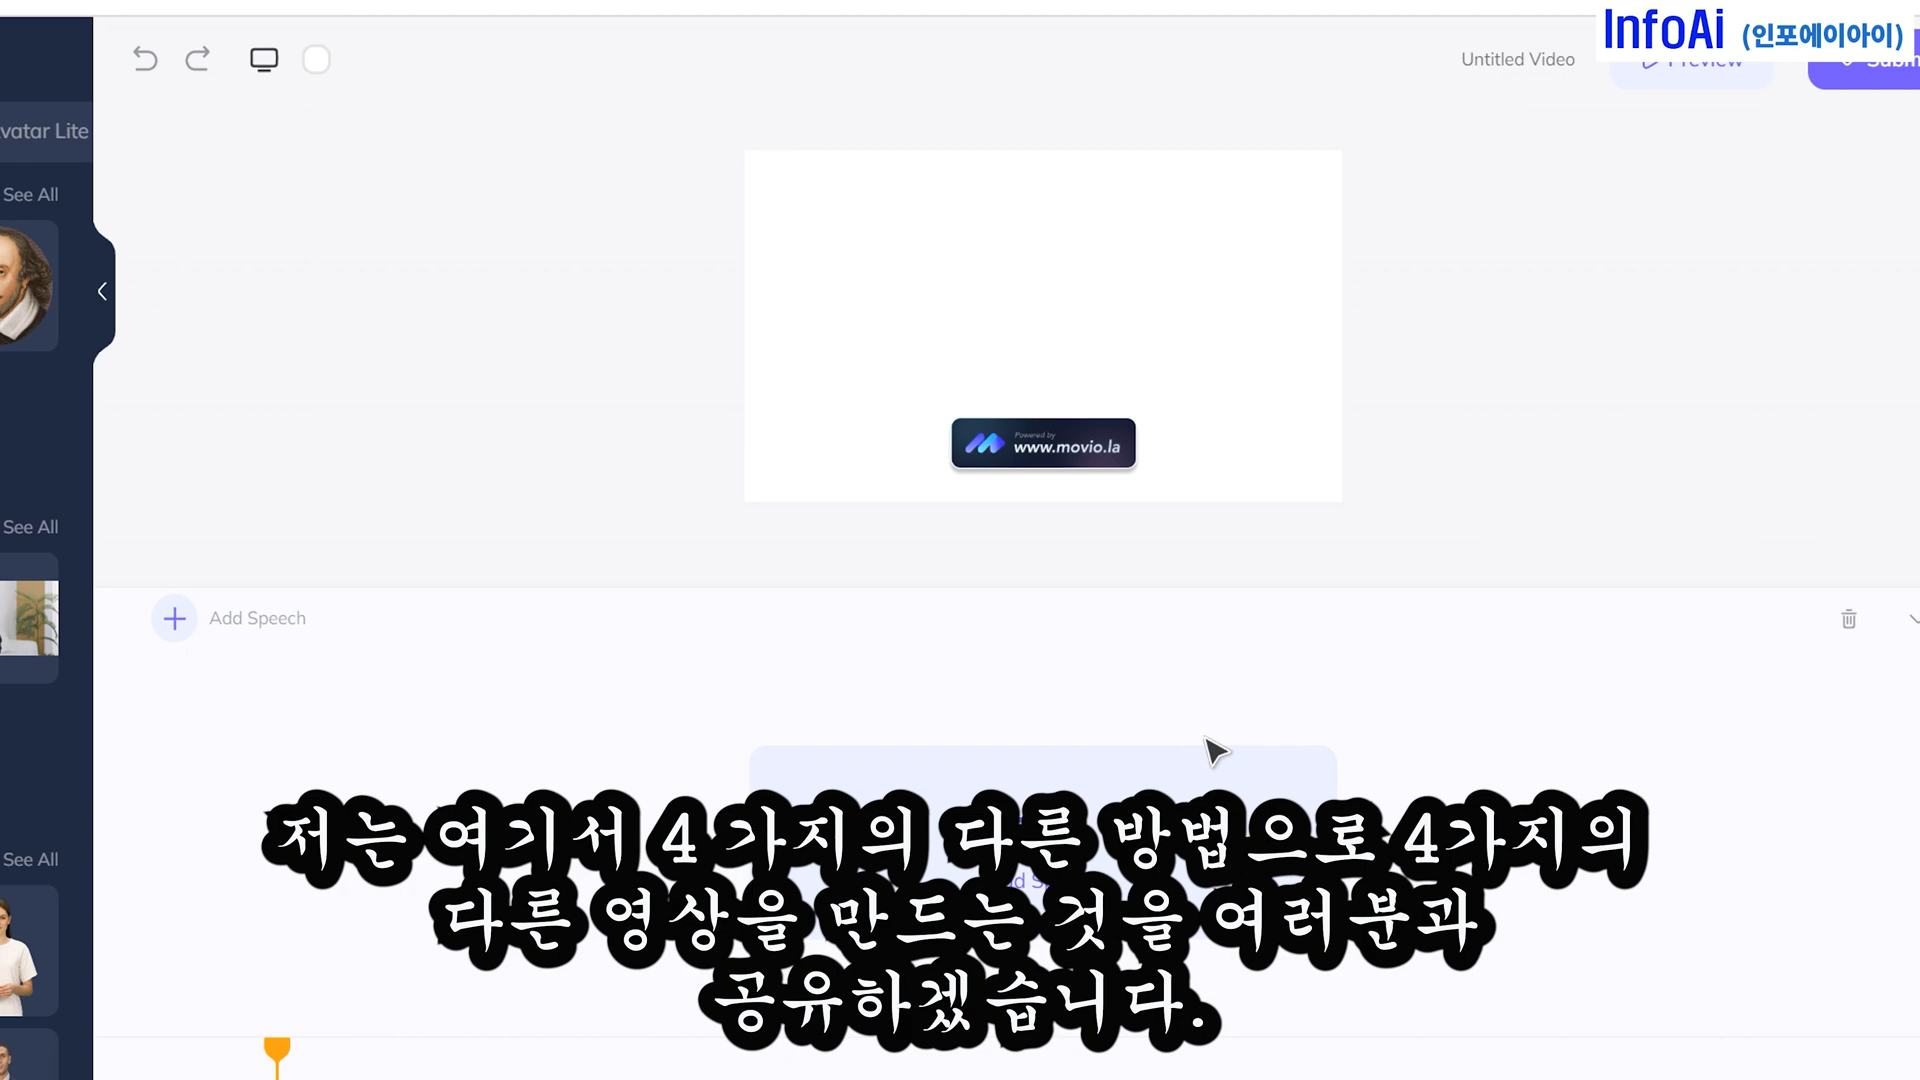 InfoAi (인포에이아이)
Untitled Video
Preview
vatar Lite
See All
Powered by
www.movio.la
See All
Add Speech
저는 여기서 4 가지의 다른 방법으로 4가지의
다른 영상을 만드는 것을 여러분과
공유하겠습니다.
See All